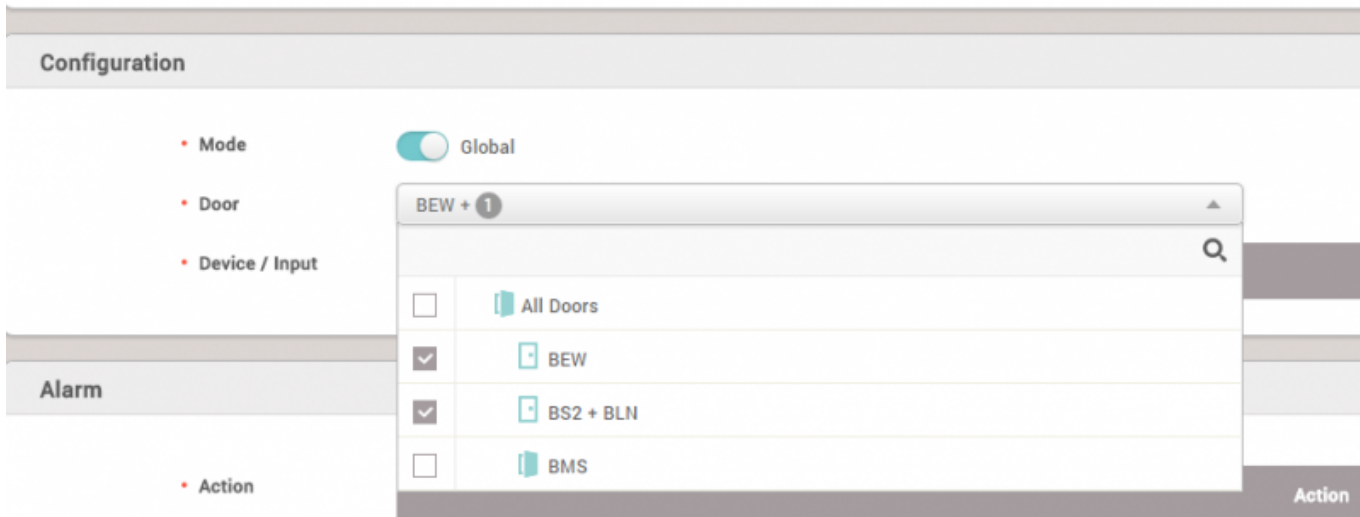 Configuration
• Mode Global
• Door BEW + 1
• Device / Input
All Doors
BEW
BS2 + BLN
BMS
Alarm
• Action
Action